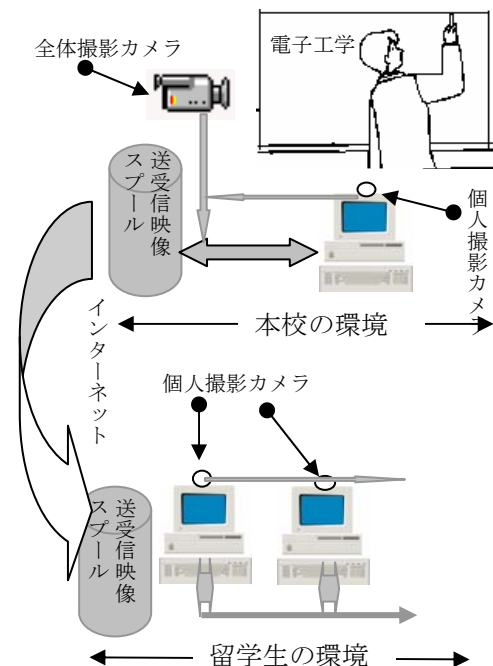 全体撮影カメラ
電子工学
送受信映像
スプール
個人撮影カメラ
インターネット
本校の環境
個人撮影カメラ
送受信映像
スプール
留学生の環境